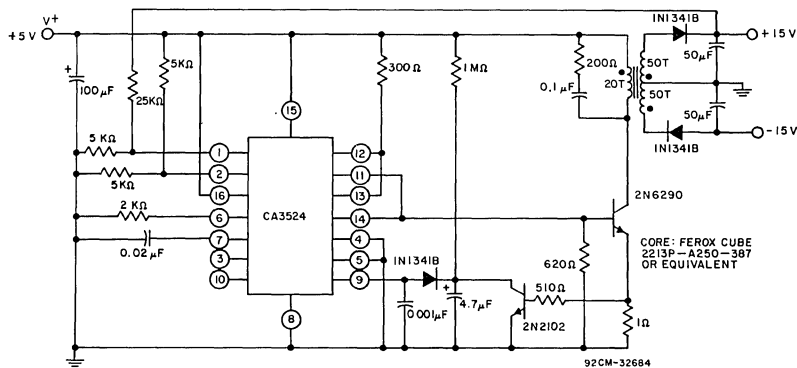 V+
+5V
+
100µF
25KΩ
5KΩ
5 KΩ
5KΩ
2 KΩ
0.02µF
15
1
2
16
6
7
3
10
CA3524
12
11
13
14
4
5
9
8
300Ω
1MΩ
200Ω
0.1µF
20T
50T
50T
1N1341B
50µF
+15V
50µF
-15V
1N1341B
2N6290
CORE: FEROX CUBE
2213P-A250-387
OR EQUIVALENT
1N1341B
0.001µF
+
4.7µF
510Ω
620Ω
2N2102
1Ω
92CM-32684